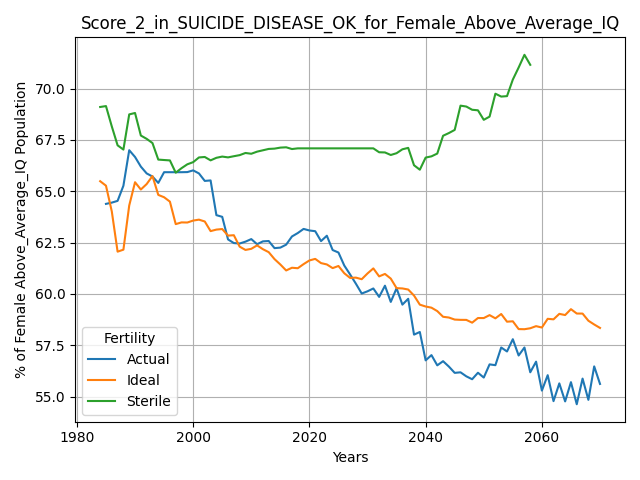 Score_2_in_SUICIDE_DISEASE_OK_for_Female_Above_Average_IQ
% of Female Above_Average_IQ Population
70.0
67.5
65.0
62.5
60.0
57.5
55.0
Fertility
Actual
Ideal
Sterile
1980
2000
2020
2040
2060
Years